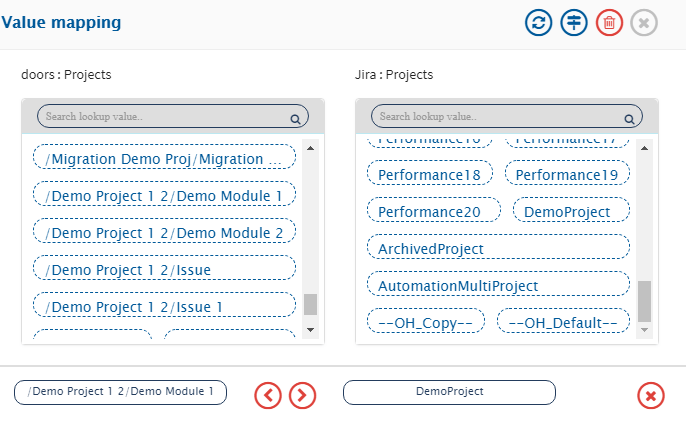 Value mapping
doors : Projects
Jira : Projects
Search lookup value..
Search lookup value..
/Migration Demo Proj/Migration ...
/Demo Project 1 2/Demo Module 1
/Demo Project 1 2/Demo Module 2
/Demo Project 1 2/Issue
/Demo Project 1 2/Issue 1
Performance16 Performance17
Performance18 Performance19
Performance20 DemoProject
ArchivedProject
AutomationMultiProject
--OH_Copy-- --OH_Default--
/Demo Project 1 2/Demo Module 1
DemoProject